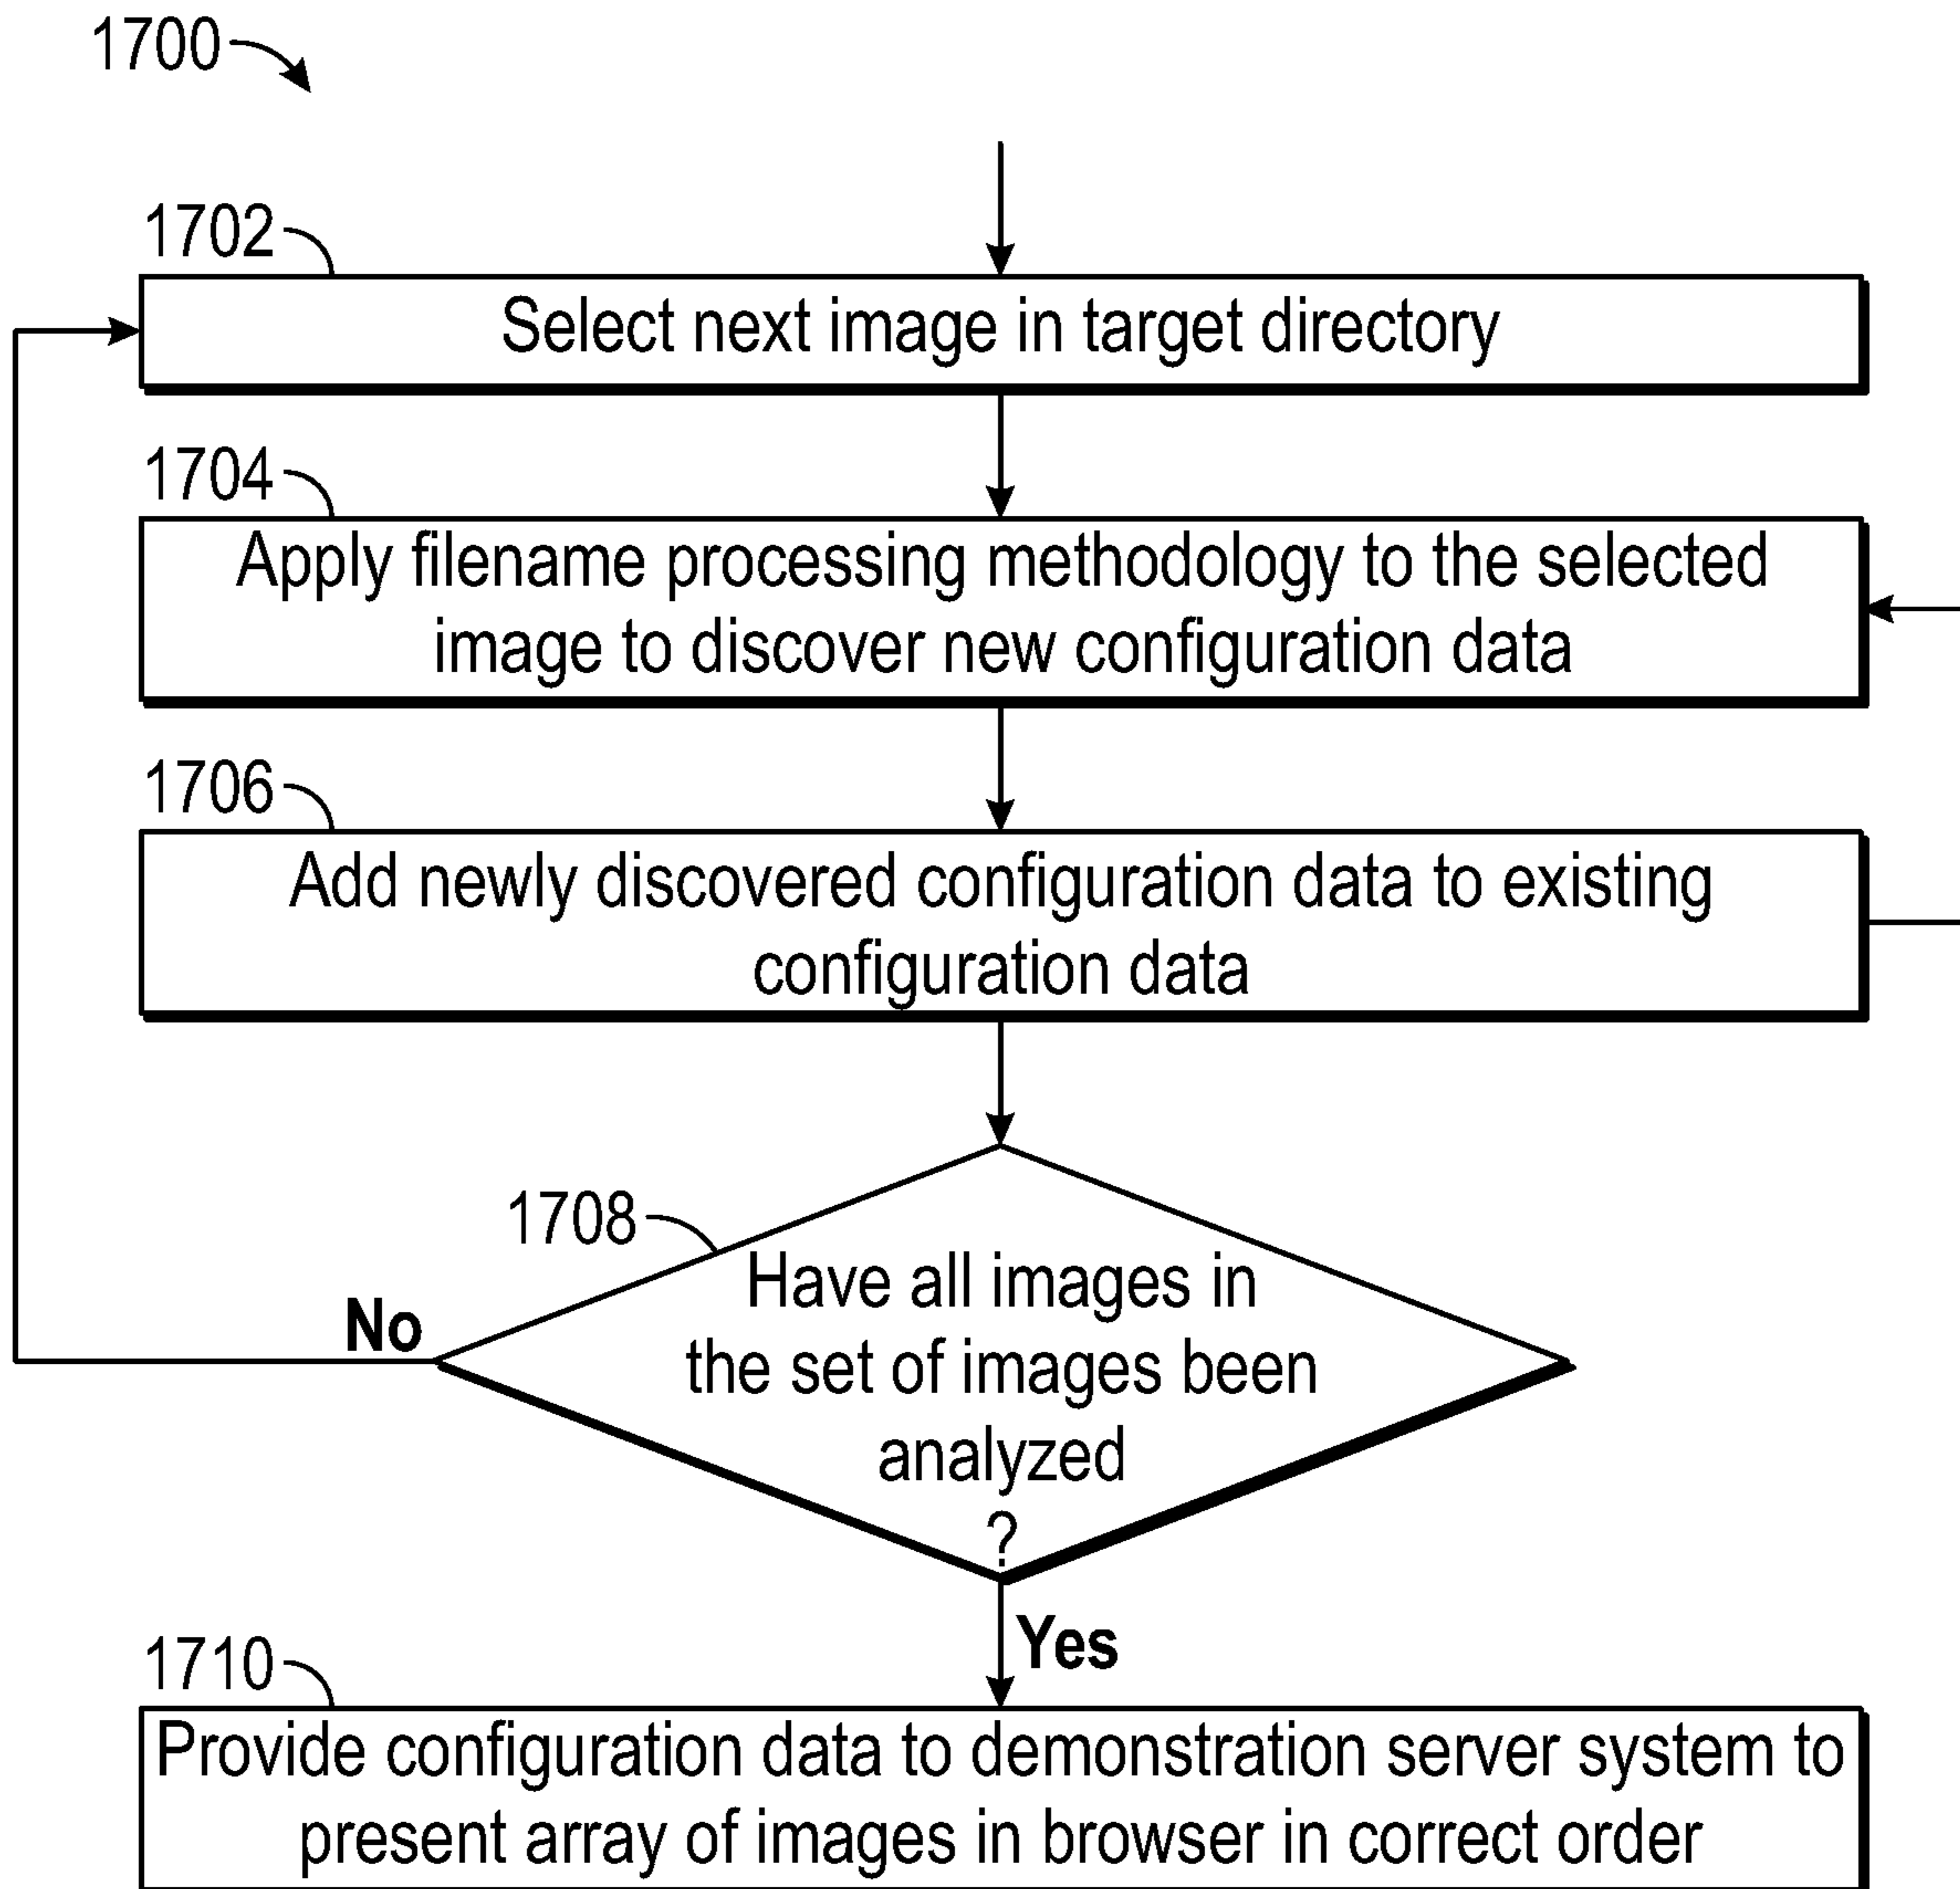 1700
1702
Select next image in target directory
1704
Apply filename processing methodology to the selected
image to discover new configuration data
1706
Add newly discovered configuration data to existing
configuration data
1708
Have all images in
the set of images been
analyzed
?
No
Yes
1710
Provide configuration data to demonstration server system to
present array of images in browser in correct order